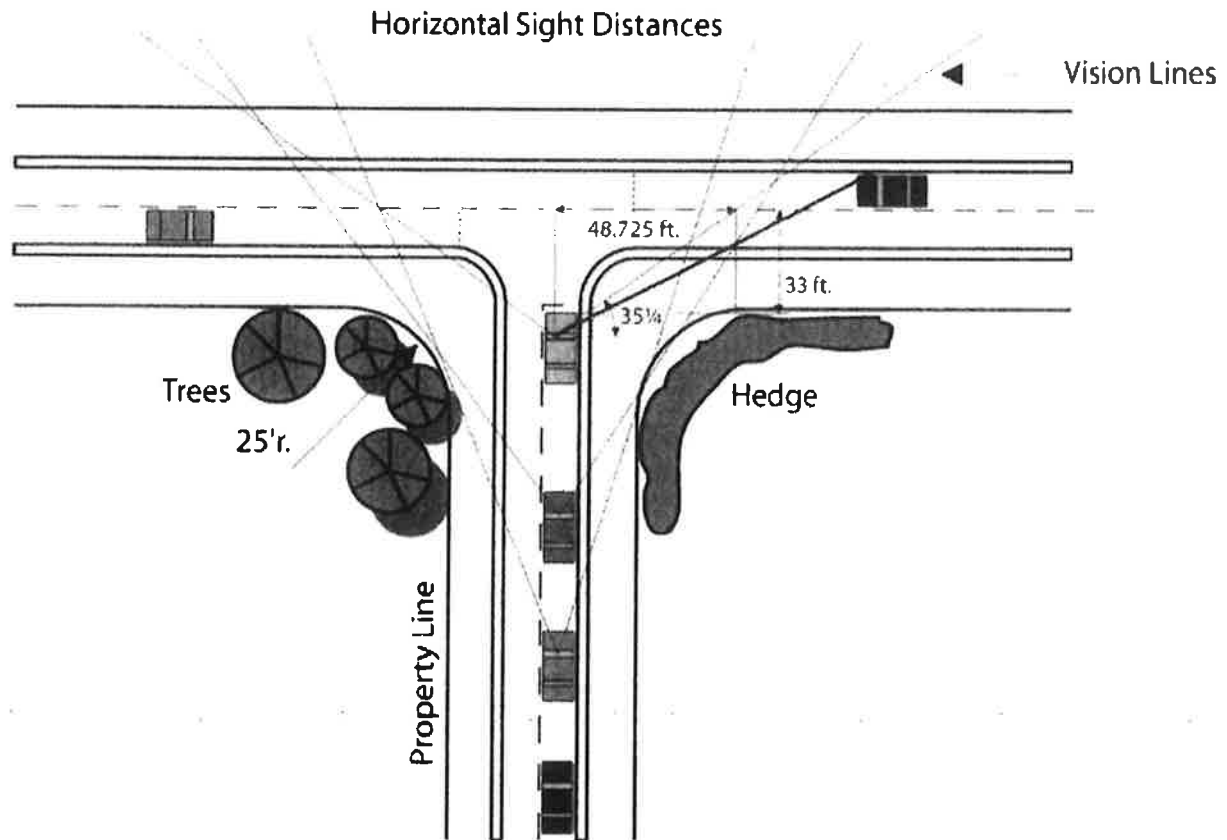 Horizontal Sight Distances
Vision Lines
48.725 ft.
33 ft.
35¼
Trees
Hedge
25'r.
Property Line